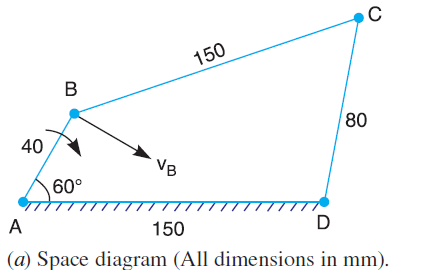 C
150
B
80
40
vB
60°
A
150
D
(a) Space diagram (All dimensions in mm).